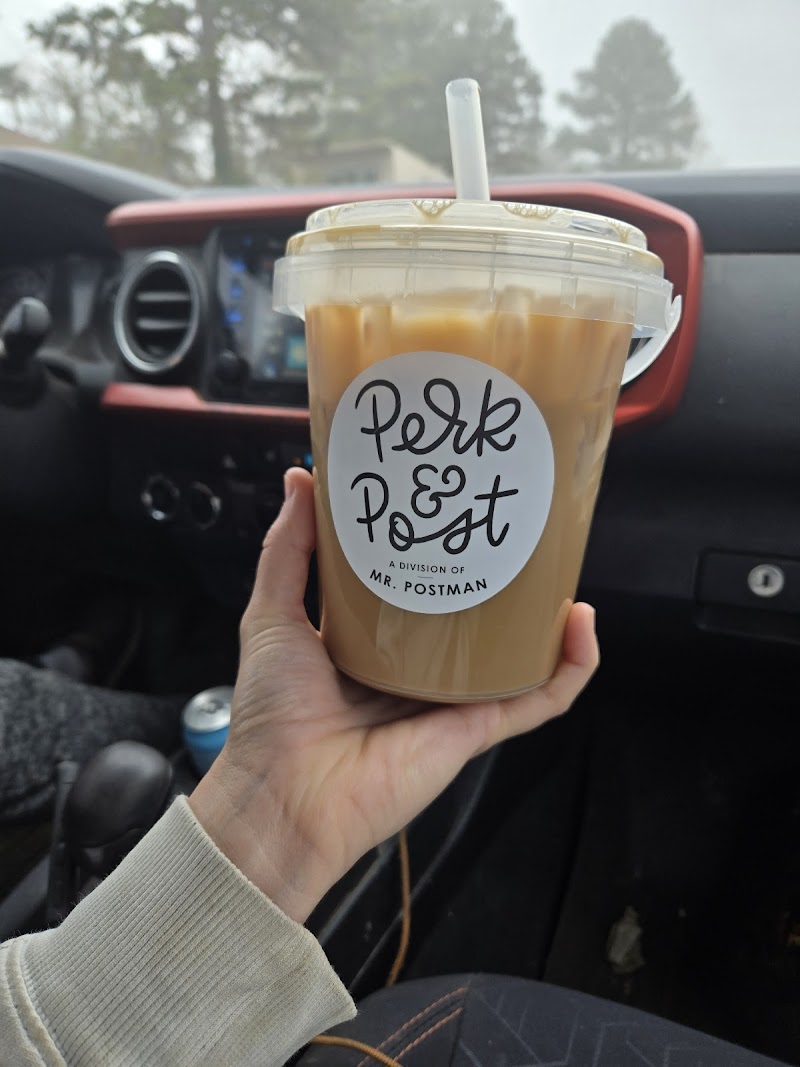 Perk
&
Post
A DIVISION OF
MR. POSTMAN